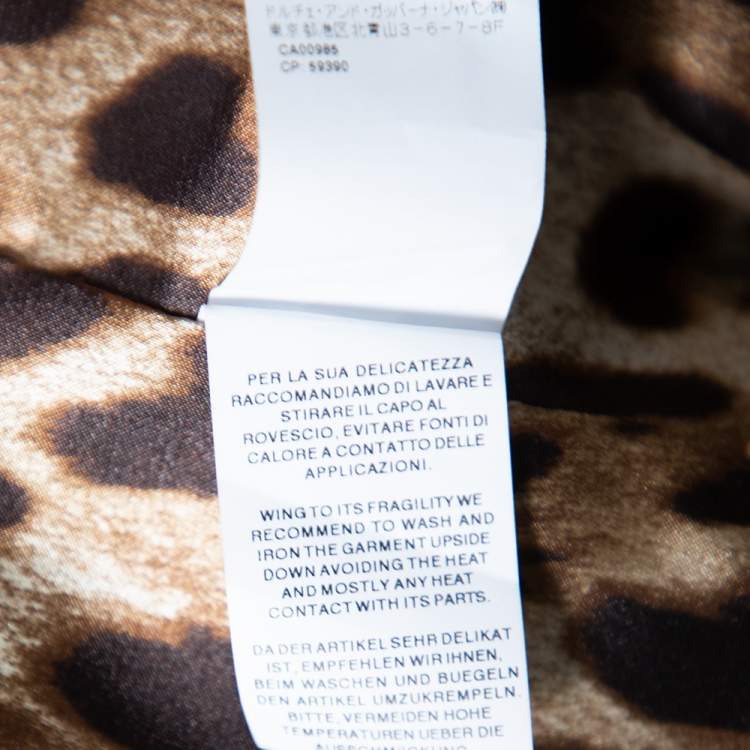 ドルチェ・アンド・ガッバーナ・ジャパン㈱
東京都港区北青山3-6-7-8F
CA00985
CP: 59390
PER LA SUA DELICATEZZA
RACCOMANDIAMO DI LAVARE E
STIRARE IL CAPO AL
ROVESCIO, EVITARE FONTI DI
CALORE A CONTATTO DELLE
APPLICAZIONI.
WING TO ITS FRAGILITY WE
RECOMMEND TO WASH AND
IRON THE GARMENT UPSIDE
DOWN AVOIDING THE HEAT
AND MOSTLY ANY HEAT
CONTACT WITH ITS PARTS.
DA DER ARTIKEL SEHR DELIKAT
IST, EMPFEHLEN WIR IHNEN,
BEIM WASCHEN UND BUEGELN
DEN ARTIKEL UMZUKREMPELN.
BITTE, VERMEIDEN HOHE
TEMPERATUREN UEBER DIE
AUSSCHMÜCKUNG